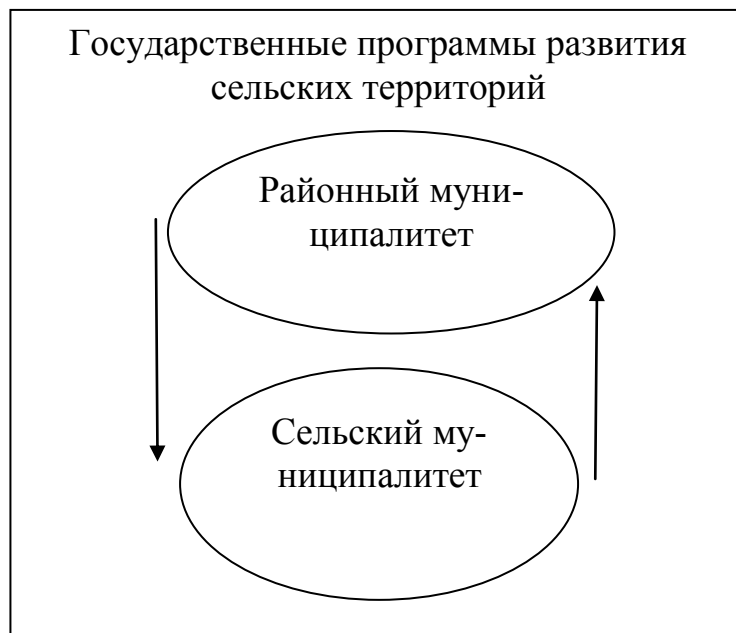 Государственные программы развития
сельских территорий
Районный муни-
ципалитет
Сельский му-
ниципалитет